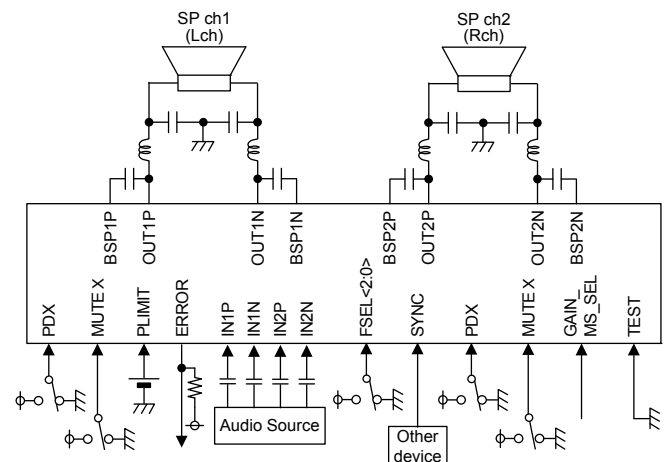 SP ch1
(Lch)
SP ch2
(Rch)
BSP1P
OUT1P
OUT1N
BSP1N
BSP2P
OUT2P
OUT2N
BSP2N
PDX
MUTE X
PLIMIT
ERROR
IN1P
IN1N
IN2P
IN2N
FSEL<2:0>
SYNC
PDX
MUTE X
GAIN_
MS_SEL
TEST
Audio Source
Other
device